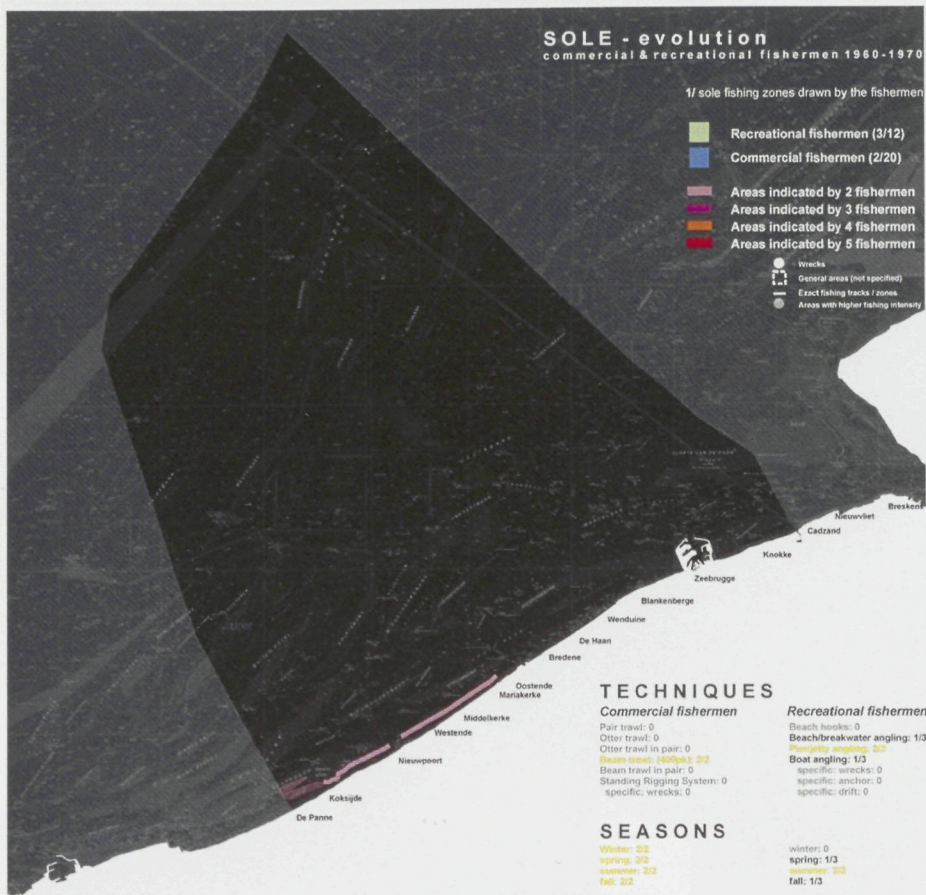 SOLE - evolution
commercial & recreational fishermen 1960-1970
1/ sole fishing zones drawn by the fishermen
Recreational fishermen (3/12)
Commercial fishermen (2/20)
Areas indicated by 2 fishermen
Areas indicated by 3 fishermen
Areas indicated by 4 fishermen
Areas indicated by 5 fishermen
Wrecks
General areas (not specified)
Exact fishing tracks / zones
Areas with higher fishing intensity
Breskens
Nieuwvliet
Cadzand
Knokke
Zeebrugge
Blankenberge
Wenduine
De Haan
Bredene
Oostende
Mariakerke
Middelkerke
Westende
Nieuwpoort
Koksijde
De Panne
TECHNIQUES
Commercial fishermen
Pair trawl: 0
Otter trawl: 0
Otter trawl in pair: 0
Beam trawl: (400pk): 2/2
Beam trawl in pair: 0
Standing Rigging System: 0
specific: wrecks: 0
Recreational fishermen
Beach hooks: 0
Beach/breakwater angling: 1/3
Pier/jetty angling: 2/3
Boat angling: 1/3
specific: wrecks: 0
specific: anchor: 0
specific: drift: 0
SEASONS
Winter: 2/2
spring: 2/2
summer: 2/2
fall: 2/2
winter: 0
spring: 1/3
summer: 3/3
fall: 1/3